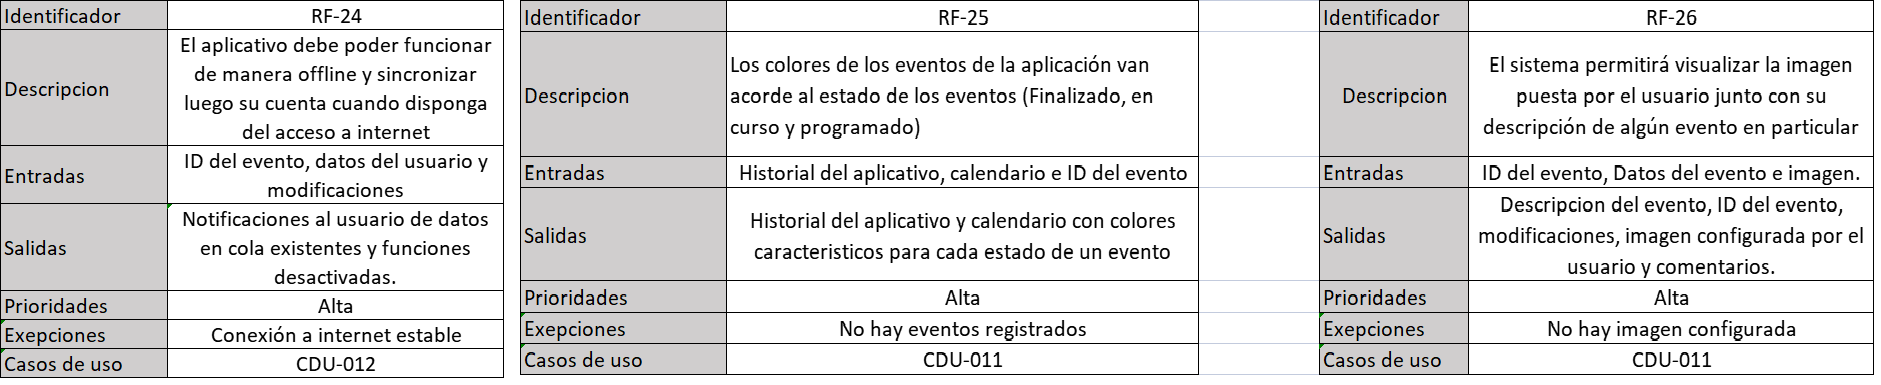 Identificador
RF-24
Descripcion
El aplicativo debe poder funcionar
de manera offline y sincronizar
luego su cuenta cuando disponga
del acceso a internet
Entradas
ID del evento, datos del usuario y
modificaciones
Salidas
Notificaciones al usuario de datos
en cola existentes y funciones
desactivadas.
Prioridades
Alta
Exepciones
Conexión a internet estable
Casos de uso
CDU-012
Identificador
RF-25
Descripcion
Los colores de los eventos de la aplicación van
acorde al estado de los eventos (Finalizado, en
curso y programado)
Entradas
Historial del aplicativo, calendario e ID del evento
Salidas
Historial del aplicativo y calendario con colores
caracteristicos para cada estado de un evento
Prioridades
Alta
Exepciones
No hay eventos registrados
Casos de uso
CDU-011
Identificador
RF-26
Descripcion
El sistema permitirá visualizar la imagen
puesta por el usuario junto con su
descripción de algún evento en particular
Entradas
ID del evento, Datos del evento e imagen.
Salidas
Descripcion del evento, ID del evento,
modificaciones, imagen configurada por el
usuario y comentarios.
Prioridades
Alta
Exepciones
No hay imagen configurada
Casos de uso
CDU-011